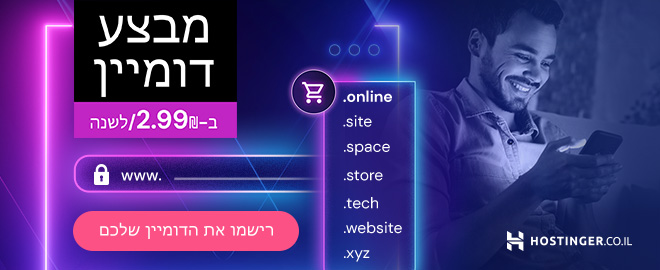 מבצע
דומיין
ב-₪2.99/לשנה
www.
רישמו את הדומיין שלכם
.online
.site
.space
.store
.tech
.website
.xyz
HOSTINGER.CO.IL